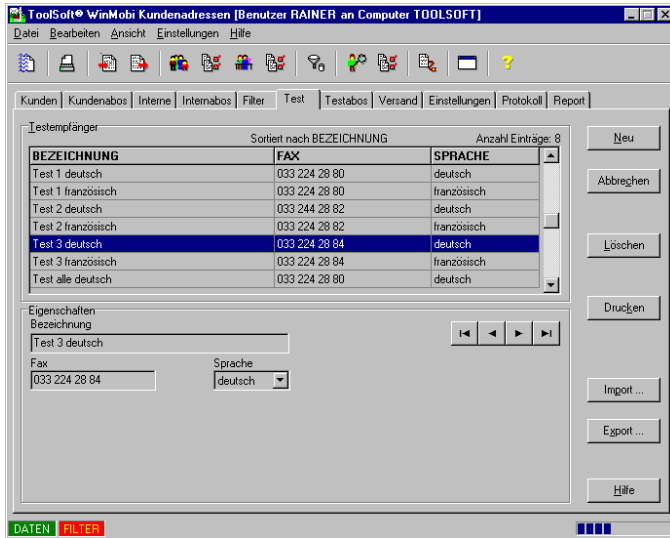 ToolSoft® WinMobi Kundenadressen [Benutzer RAINER an Computer TOOLSOFT]
Datei Bearbeiten Ansicht Einstellungen Hilfe
Kunden Kundenabos Interne Internabos Filter Test Testabos Versand Einstellungen Protokoll Report
Testempfänger
Sortiert nach BEZEICHNUNG Anzahl Einträge: 8
BEZEICHNUNG FAX SPRACHE
Test 1 deutsch 033 224 28 80 deutsch
Test 1 französisch 033 224 28 80 französisch
Test 2 deutsch 033 244 28 82 deutsch
Test 2 französisch 033 224 28 82 französisch
Test 3 deutsch 033 224 28 84 deutsch
Test 3 französisch 033 224 28 84 französisch
Test alle deutsch 033 224 28 80 deutsch
Eigenschaften
Bezeichnung
Test 3 deutsch
Fax Sprache
033 224 28 84 deutsch
Neu
Abbrechen
Löschen
Drucken
Import ...
Export ...
Hilfe
DATEN FILTER